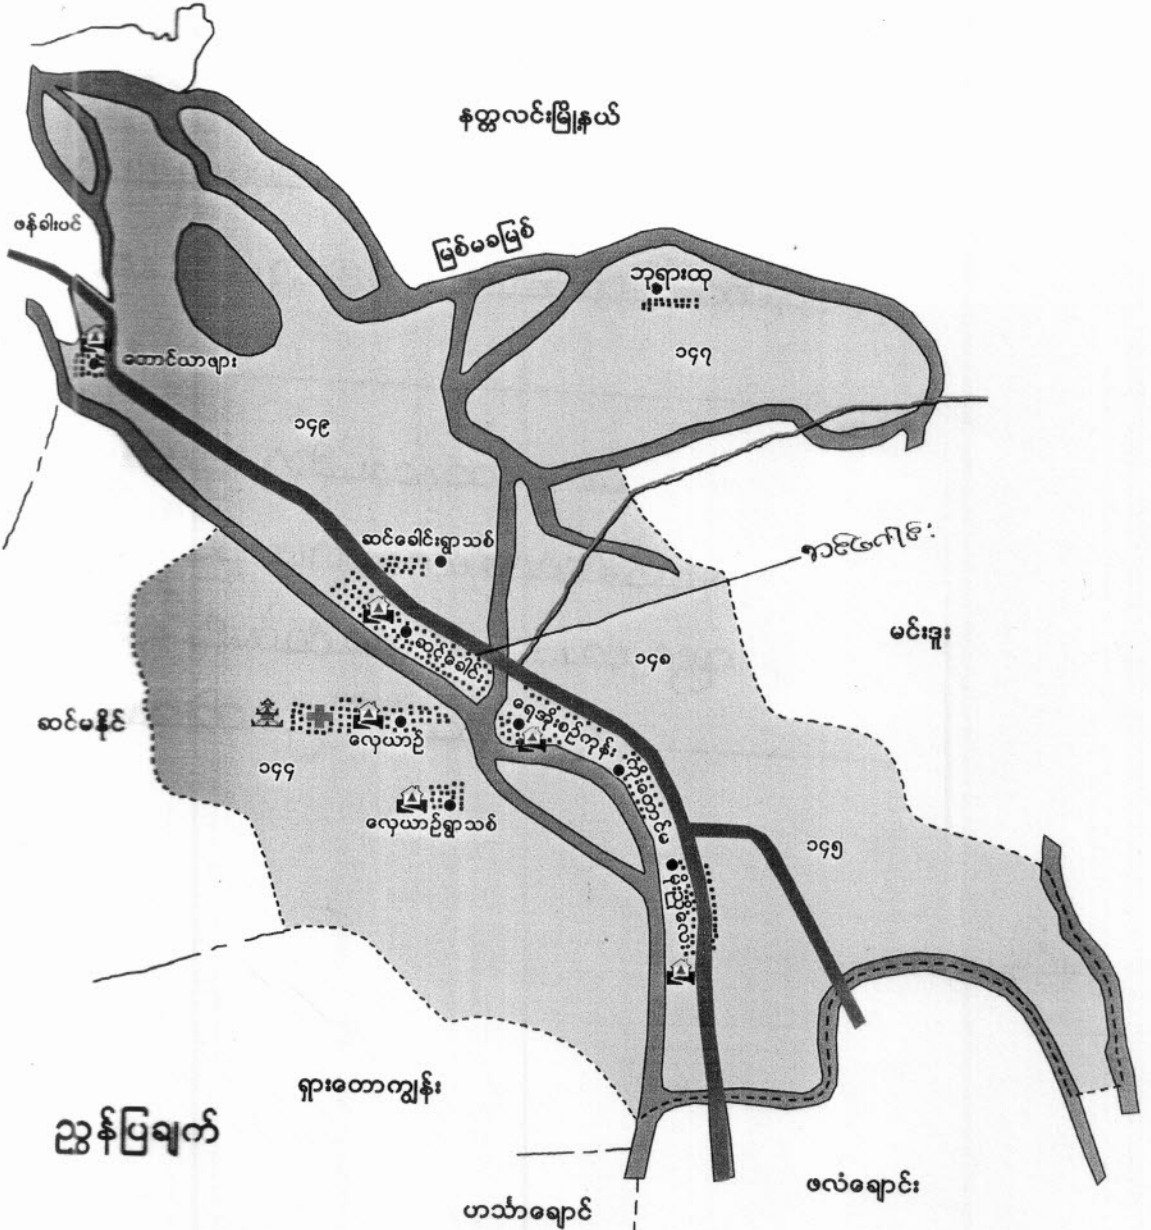 နတ္တလင်းမြို့နယ်
ဖန်ခါးပင်
မြစ်မခမြစ်
ဘုရားထု
၁၄၇
အောင်သာဖျား
၁၄၉
ဆင်ခေါင်းရွာသစ်
မင်းဒူး
ဆင်ခေါင်း
၁၄၈
ဆင်မနိုင်
ရေအိုးစဉ်ကုန်း
လှေယာဉ်
၁၄၄
လှေယာဉ်ရွာသစ်
၁၄၅
ရှားတောကျွန်း
ညွှန်ပြချက်
ဖလံချောင်း
ဟင်္သာချောင်